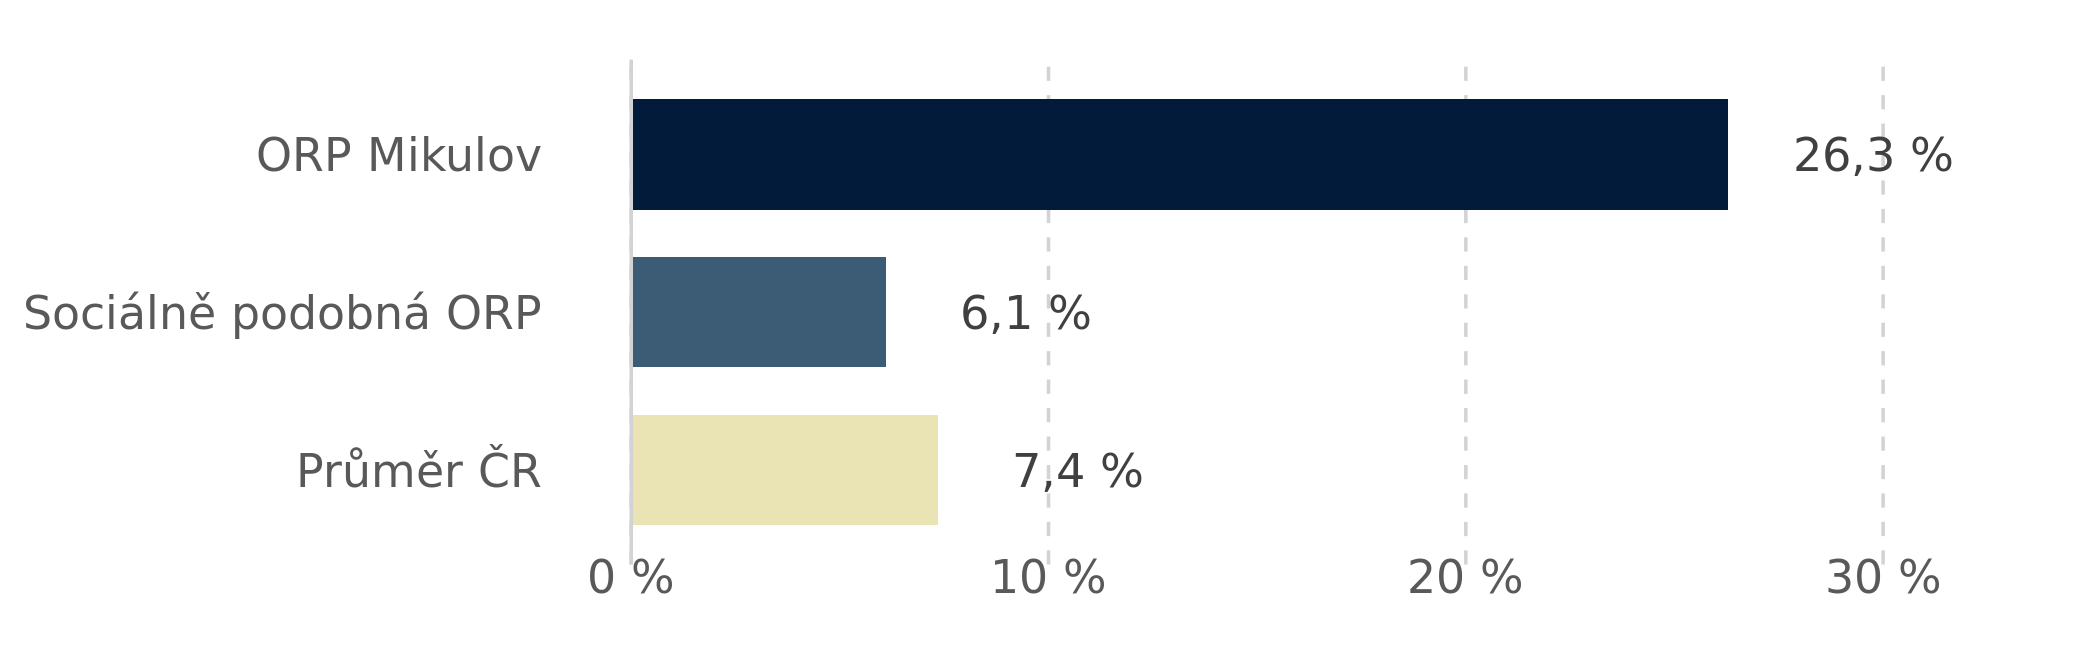 ORP Mikulov
26,3 %
Sociálně podobná ORP
6,1 %
Průměr ČR
7,4 %
0 %
10 %
20 %
30 %